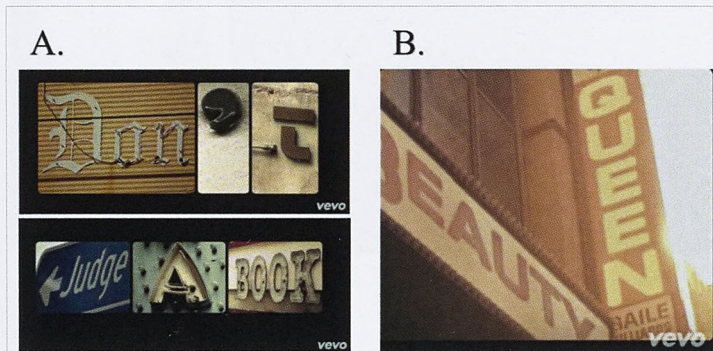 A.
B.
Don't
vevo
Judge A BOOK
vevo
QUEEN
BEAUTY
vevo